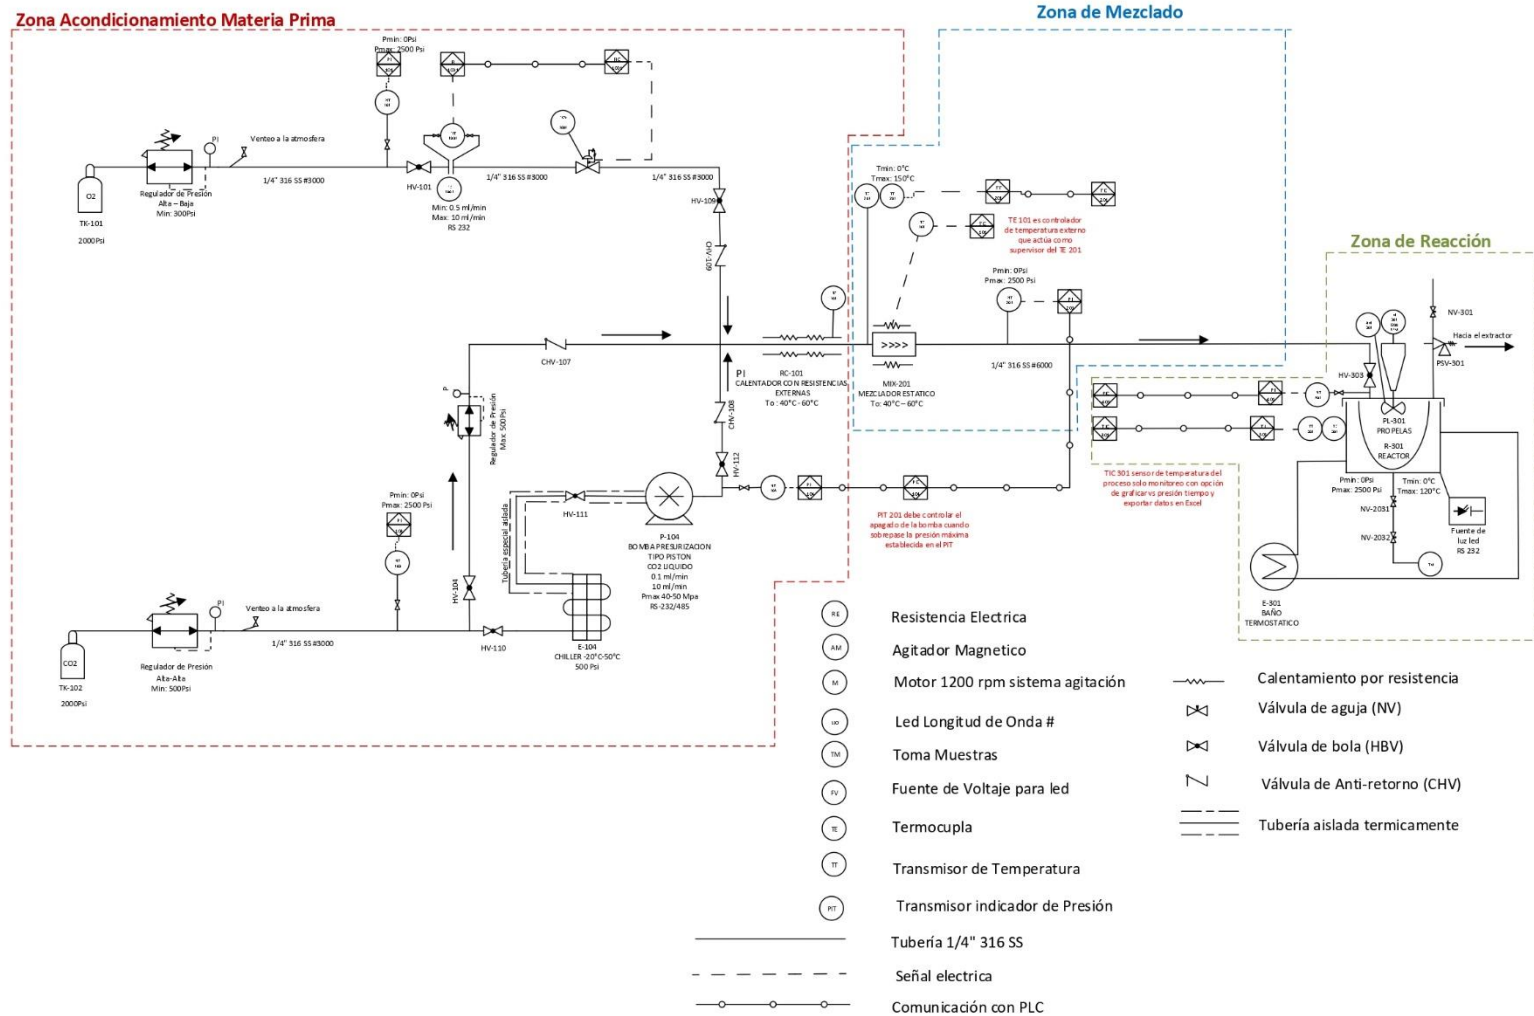 Zona Acondicionamiento Materia Prima
Zona de Mezclado
Zona de Reacción
Pmin: 0Psi
Pmax: 2500 Psi
PI
Venteo a la atmosfera
O2
TK-101
2000Psi
Regulador de Presión
Alta – Baja
Min: 300Psi
1/4" 316 SS #3000
HV-101
Min: 0.5 ml/min
Max: 10 ml/min
RS 232
1/4" 316 SS #3000
1/4" 316 SS #3000
HV-109
CHV-109
CHV-107
PI
RC-101
CALENTADOR CON RESISTENCIAS
EXTERNAS
To : 40°C - 60°C
CHV-108
HV-112
P
Regulador de Presión
Max: 500Psi
Pmin: 0Psi
Pmax: 2500 Psi
HV-104
Tubería especial aislada
HV-111
P-104
BOMBA PRESURIZACION
TIPO PISTON
CO2 LIQUIDO
0.1 ml/min
10 ml/min
Pmax 40-50 Mpa
RS-232/485
CO2
TK-102
2000Psi
PI
Venteo a la atmosfera
Regulador de Presión
Alta-Alta
Min: 500Psi
1/4" 316 SS #3000
HV-110
E-104
CHILLER -20°C-50°C
500 Psi
Tmin: 0°C
Tmax: 150°C
TE 101 es controlador
de temperatura externo
que actúa como
supervisor del TE 201
Pmin: 0Psi
Pmax: 2500 Psi
>>>>
MIX-201
MEZCLADOR ESTATICO
To: 40°C – 60°C
1/4" 316 SS #6000
PIT 201 debe controlar el
apagado de la bomba cuando
sobrepase la presión máxima
establecida en el PIT
NV-301
Hacia el extractor
PSV-301
HV-303
PL-301
PROPELAS
R-301
REACTOR
TIC 301 sensor de temperatura del
proceso solo monitoreo con opción
de graficar vs presión tiempo y
exportar datos en Excel
Pmin: 0Psi
Pmax: 2500 Psi
Tmin: 0°C
Tmax: 120°C
NV-2031
NV-2032
Fuente de
luz led
RS 232
E-301
BAÑO
TERMOSTATICO
RE
Resistencia Electrica
AM
Agitador Magnetico
M
Motor 1200 rpm sistema agitación
Led Longitud de Onda #
TM
Toma Muestras
FV
Fuente de Voltaje para led
TE
Termocupla
TT
Transmisor de Temperatura
PIT
Transmisor indicador de Presión
Tubería 1/4" 316 SS
Señal electrica
Comunicación con PLC
Calentamiento por resistencia
Válvula de aguja (NV)
Válvula de bola (HBV)
Válvula de Anti-retorno (CHV)
Tubería aislada termicamente